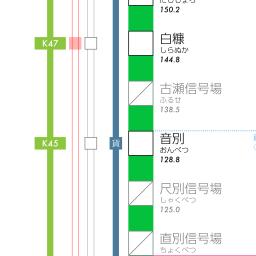 150.2
K47
白糠
しらぬか
144.8
古瀬信号場
ふるせ
138.5
K45
貨
音別
おんべつ
128.8
尺別信号場
しゃくべつ
125.0
直別信号場
ちょくべつ